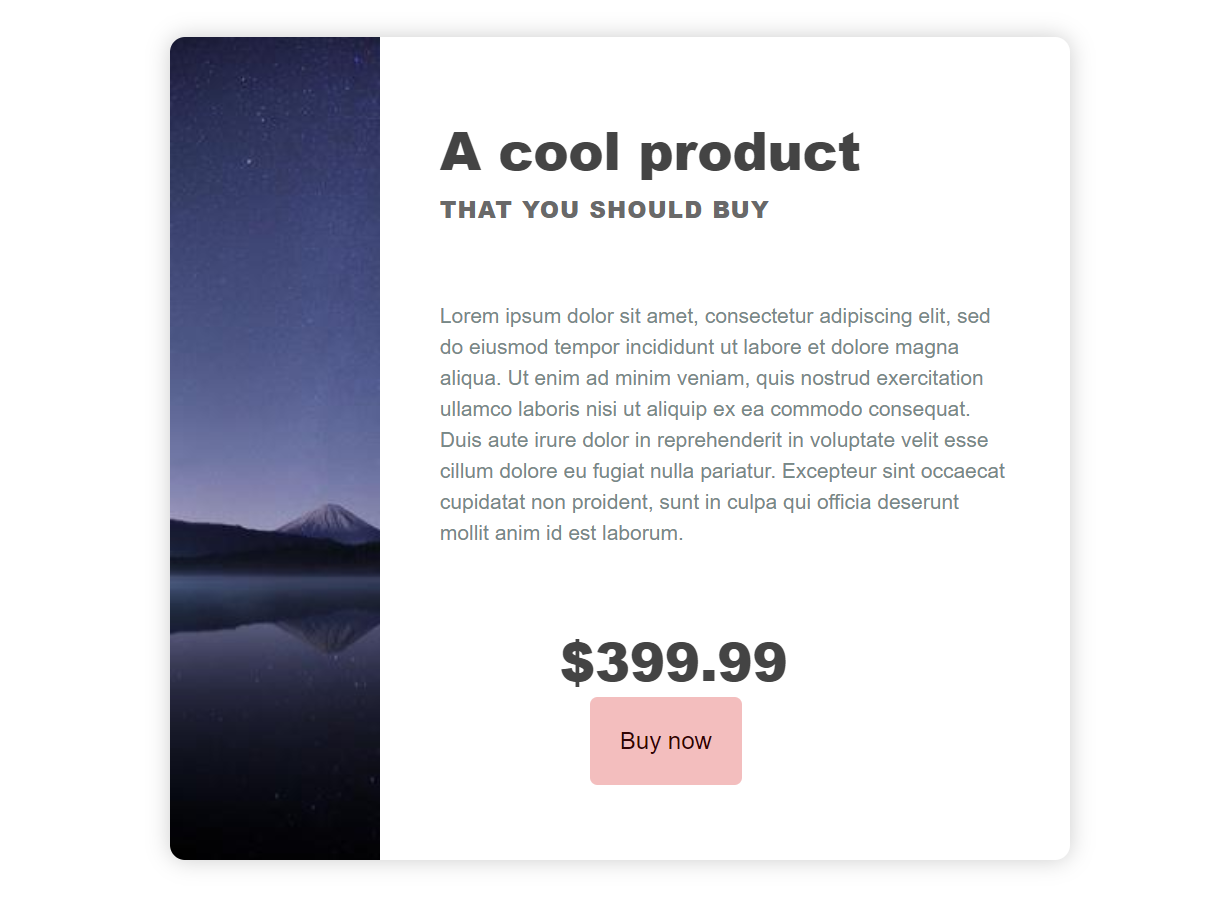 A cool product
THAT YOU SHOULD BUY
Lorem ipsum dolor sit amet, consectetur adipiscing elit, sed
do eiusmod tempor incididunt ut labore et dolore magna
aliqua. Ut enim ad minim veniam, quis nostrud exercitation
ullamco laboris nisi ut aliquip ex ea commodo consequat.
Duis aute irure dolor in reprehenderit in voluptate velit esse
cillum dolore eu fugiat nulla pariatur. Excepteur sint occaecat
cupidatat non proident, sunt in culpa qui officia deserunt
mollit anim id est laborum.
$399.99
Buy now